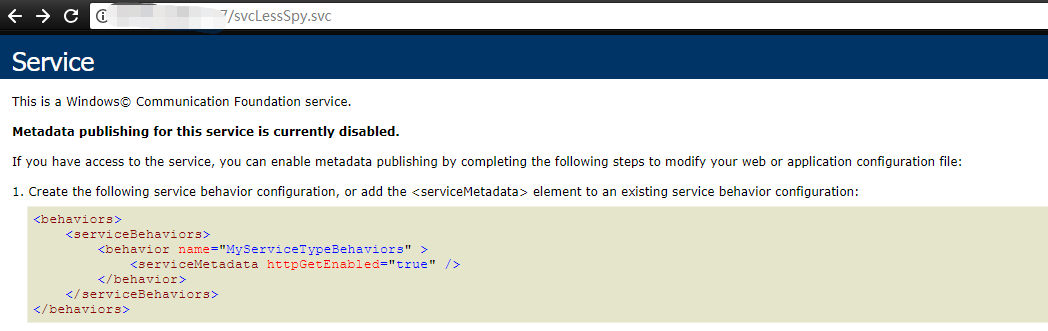 7/svcLessSpy.svc
Service
This is a Windows© Communication Foundation service.
Metadata publishing for this service is currently disabled.
If you have access to the service, you can enable metadata publishing by completing the following steps to modify your web or application configuration file:
1. Create the following service behavior configuration, or add the <serviceMetadata> element to an existing service behavior configuration:
<behaviors>
<serviceBehaviors>
<behavior name="MyServiceTypeBehaviors" >
<serviceMetadata httpGetEnabled="true" />
</behavior>
</serviceBehaviors>
</behaviors>